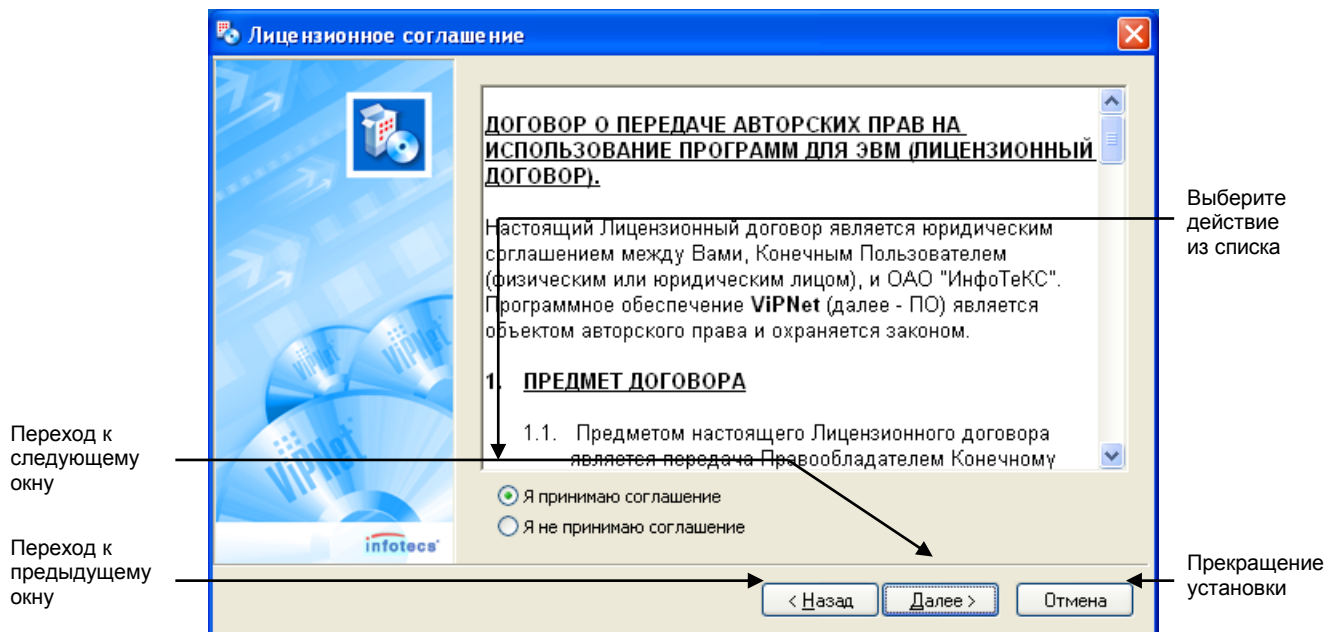 Лицензионное соглашение
ДОГОВОР О ПЕРЕДАЧЕ АВТОРСКИХ ПРАВ НА
ИСПОЛЬЗОВАНИЕ ПРОГРАММ ДЛЯ ЭВМ (ЛИЦЕНЗИОННЫЙ
ДОГОВОР).
Настоящий Лицензионный договор является юридическим
соглашением между Вами, Конечным Пользователем
(физическим или юридическим лицом), и ОАО "ИнфоТеКС".
Программное обеспечение ViPNet (далее - ПО) является
объектом авторского права и охраняется законом.
1. ПРЕДМЕТ ДОГОВОРА
1.1. Предметом настоящего Лицензионного договора
является передача Правообладателем Конечному
Я принимаю соглашение
Я не принимаю соглашение
ViPNet
ViPNet
ViPNet
infotecs
< Назад
Далее >
Отмена
Выберите
действие
из списка
Переход к
следующему
окну
Переход к
предыдущему
окну
Прекращение
установки